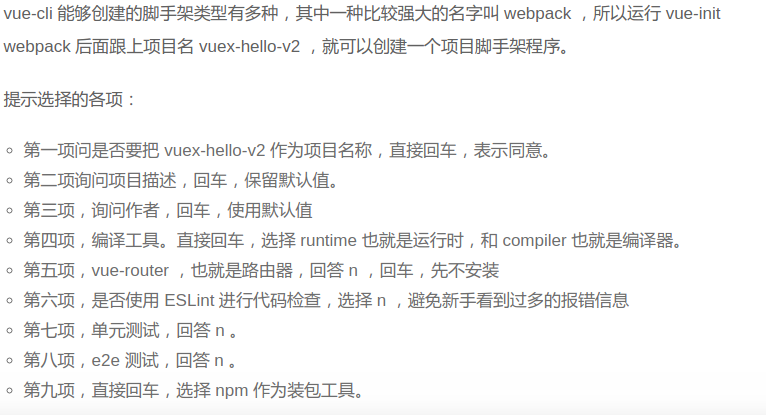 vue-cli 能够创建的脚手架类型有多种，其中一种比较强大的名字叫 webpack ，所以运行 vue-init
webpack 后面跟上项目名 vuex-hello-v2 ，就可以创建一个项目脚手架程序。
提示选择的各项：
◦ 第一项问是否要把 vuex-hello-v2 作为项目名称，直接回车，表示同意。
◦ 第二项询问项目描述，回车，保留默认值。
◦ 第三项，询问作者，回车，使用默认值
◦ 第四项，编译工具。直接回车，选择 runtime 也就是运行时，和 compiler 也就是编译器。
◦ 第五项，vue-router ，也就是路由器，回答 n ，回车，先不安装
◦ 第六项，是否使用 ESLint 进行代码检查，选择 n ，避免新手看到过多的报错信息
◦ 第七项，单元测试，回答 n 。
◦ 第八项，e2e 测试，回答 n 。
◦ 第九项，直接回车，选择 npm 作为装包工具。